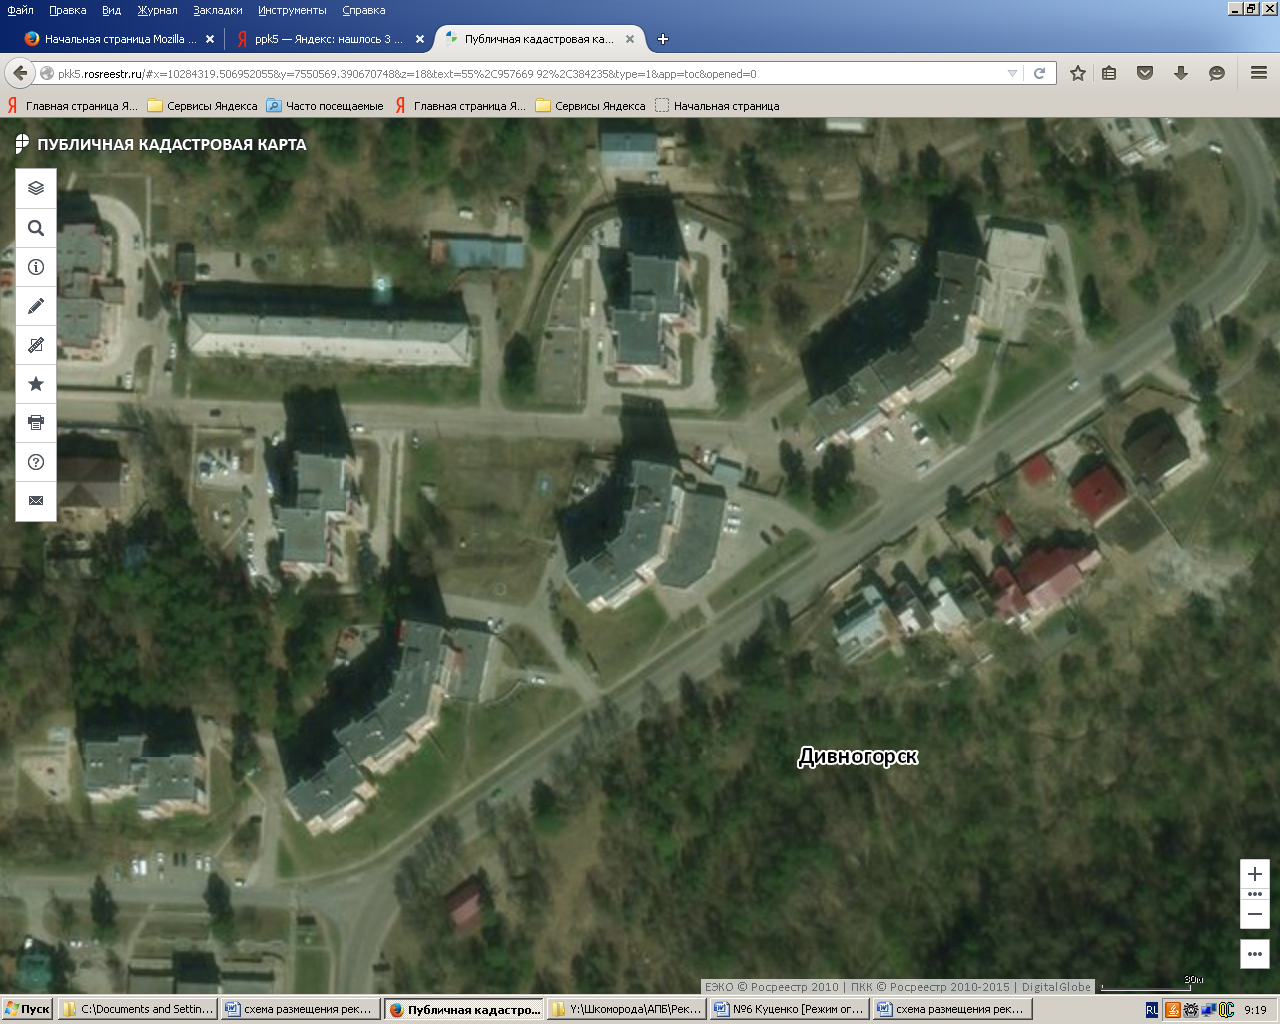 Файл Правка Вид Журнал Закладки Инструменты Справка
Начальная страница Mozilla ... ppk5 — Яндекс: нашлось 3 ... Публичная кадастровая ка...
pkk5.rosreestr.ru/#x=10284319.506952055&y=7550569.390670748&z=18&text=55%2C957669 92%2C384235&type=1&app=toc&opened=0
Главная страница Я... Сервисы Яндекса Часто посещаемые Главная страница Я... Сервисы Яндекса Начальная страница
ПУБЛИЧНАЯ КАДАСТРОВАЯ КАРТА
Дивногорск
30м
ЕЭКО © Росреестр 2010 | ПКК © Росреестр 2010-2015 | DigitalGlobe
Пуск C:\Documents and Settin... схема размещения рек... Публичная кадастро... Y:\Шкоморода\АПБ\Рек... №6 Куценко [Режим ог... схема размещения рек... RL 9:19